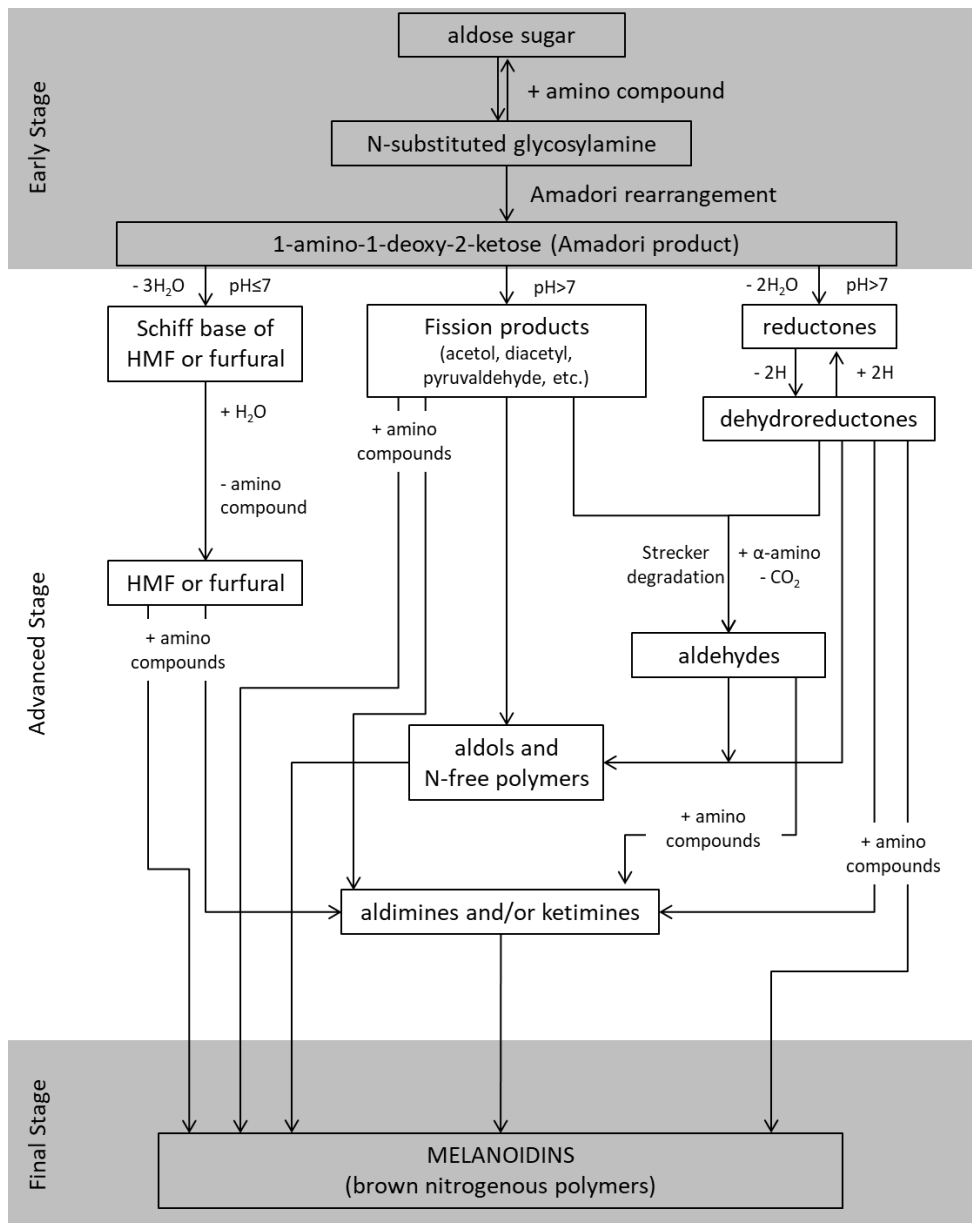 aldose sugar
+ amino compound
Early Stage
N-substituted glycosylamine
Amadori rearrangement
1-amino-1-deoxy-2-ketose (Amadori product)
- 3H₂O
pH≤7
pH>7
- 2H₂O
pH>7
Schiff base of
HMF or furfural
Fission products
(acetol, diacetyl,
pyruvaldehyde, etc.)
reductones
- 2H
+ 2H
dehydroreductones
+ H₂O
+ amino
compounds
- amino
compound
Advanced Stage
Strecker
degradation
+ α-amino
- CO₂
HMF or furfural
+ amino
compounds
aldehydes
aldols and
N-free polymers
+ amino
compounds
+ amino
compounds
aldimines and/or ketimines
Final Stage
MELANOIDINS
(brown nitrogenous polymers)